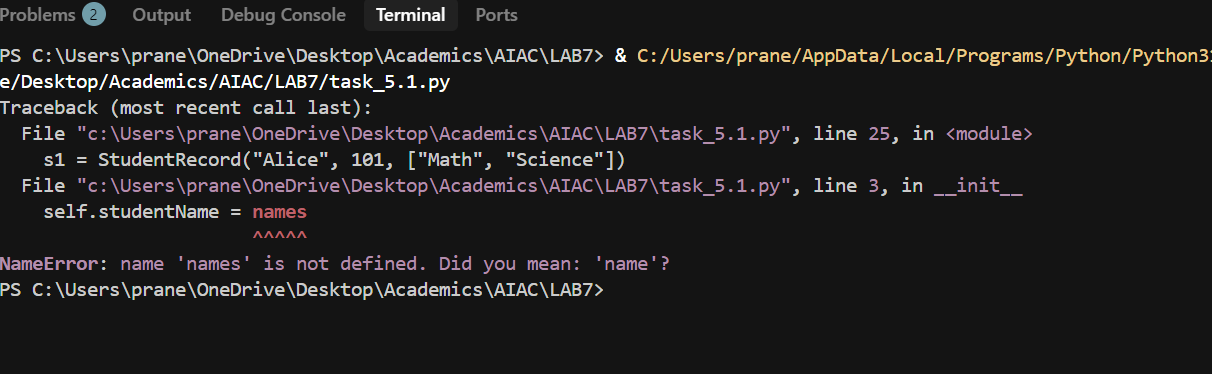 Problems 2 Output Debug Console Terminal Ports
PS C:\Users\prane\OneDrive\Desktop\Academics\AIAC\LAB7> & C:/Users/prane/AppData/Local/Programs/Python/Python31
e/Desktop/Academics/AIAC/LAB7/task_5.1.py
Traceback (most recent call last):
  File "c:\Users\prane\OneDrive\Desktop\Academics\AIAC\LAB7\task_5.1.py", line 25, in <module>
    s1 = StudentRecord("Alice", 101, ["Math", "Science"])
  File "c:\Users\prane\OneDrive\Desktop\Academics\AIAC\LAB7\task_5.1.py", line 3, in __init__
    self.studentName = names
                       ^^^^^
NameError: name 'names' is not defined. Did you mean: 'name'?
PS C:\Users\prane\OneDrive\Desktop\Academics\AIAC\LAB7>